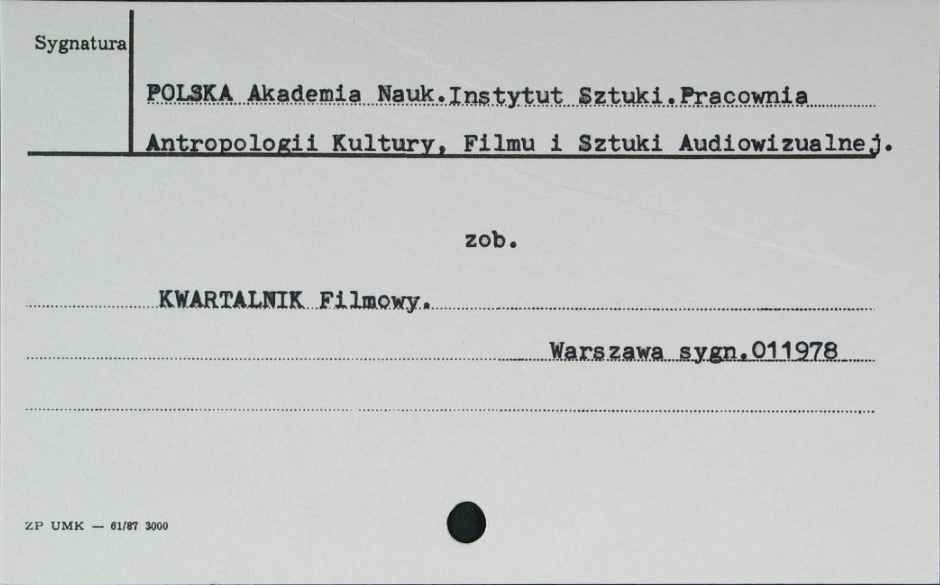 Sygnatura
POLSKA Akademia Nauk.Instytut Sztuki.Pracownia
Antropologii Kultury, Filmu i Sztuki Audiowizualnej.
zob.
KWARTALNIK Filmowy.
Warszawa sygn.011978
ZP UMK — 61/87 3000